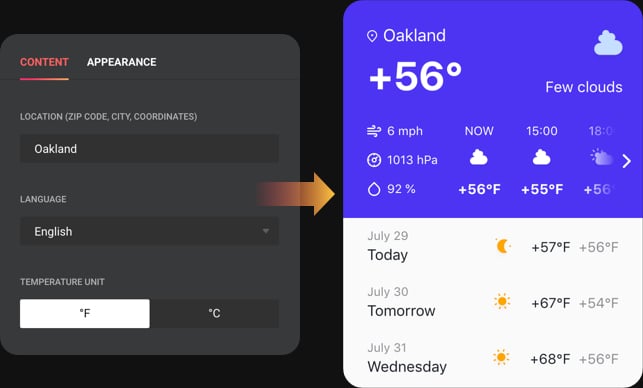 CONTENT APPEARANCE
LOCATION (ZIP CODE, CITY, COORDINATES)
Oakland
LANGUAGE
English
TEMPERATURE UNIT
°F °C
Oakland
+56°
Few clouds
6 mph NOW 15:00 18:0
1013 hPa
92 % +56°F +55°F +56°
July 29
Today +57°F +56°F
July 30
Tomorrow +67°F +54°F
July 31
Wednesday +68°F +56°F